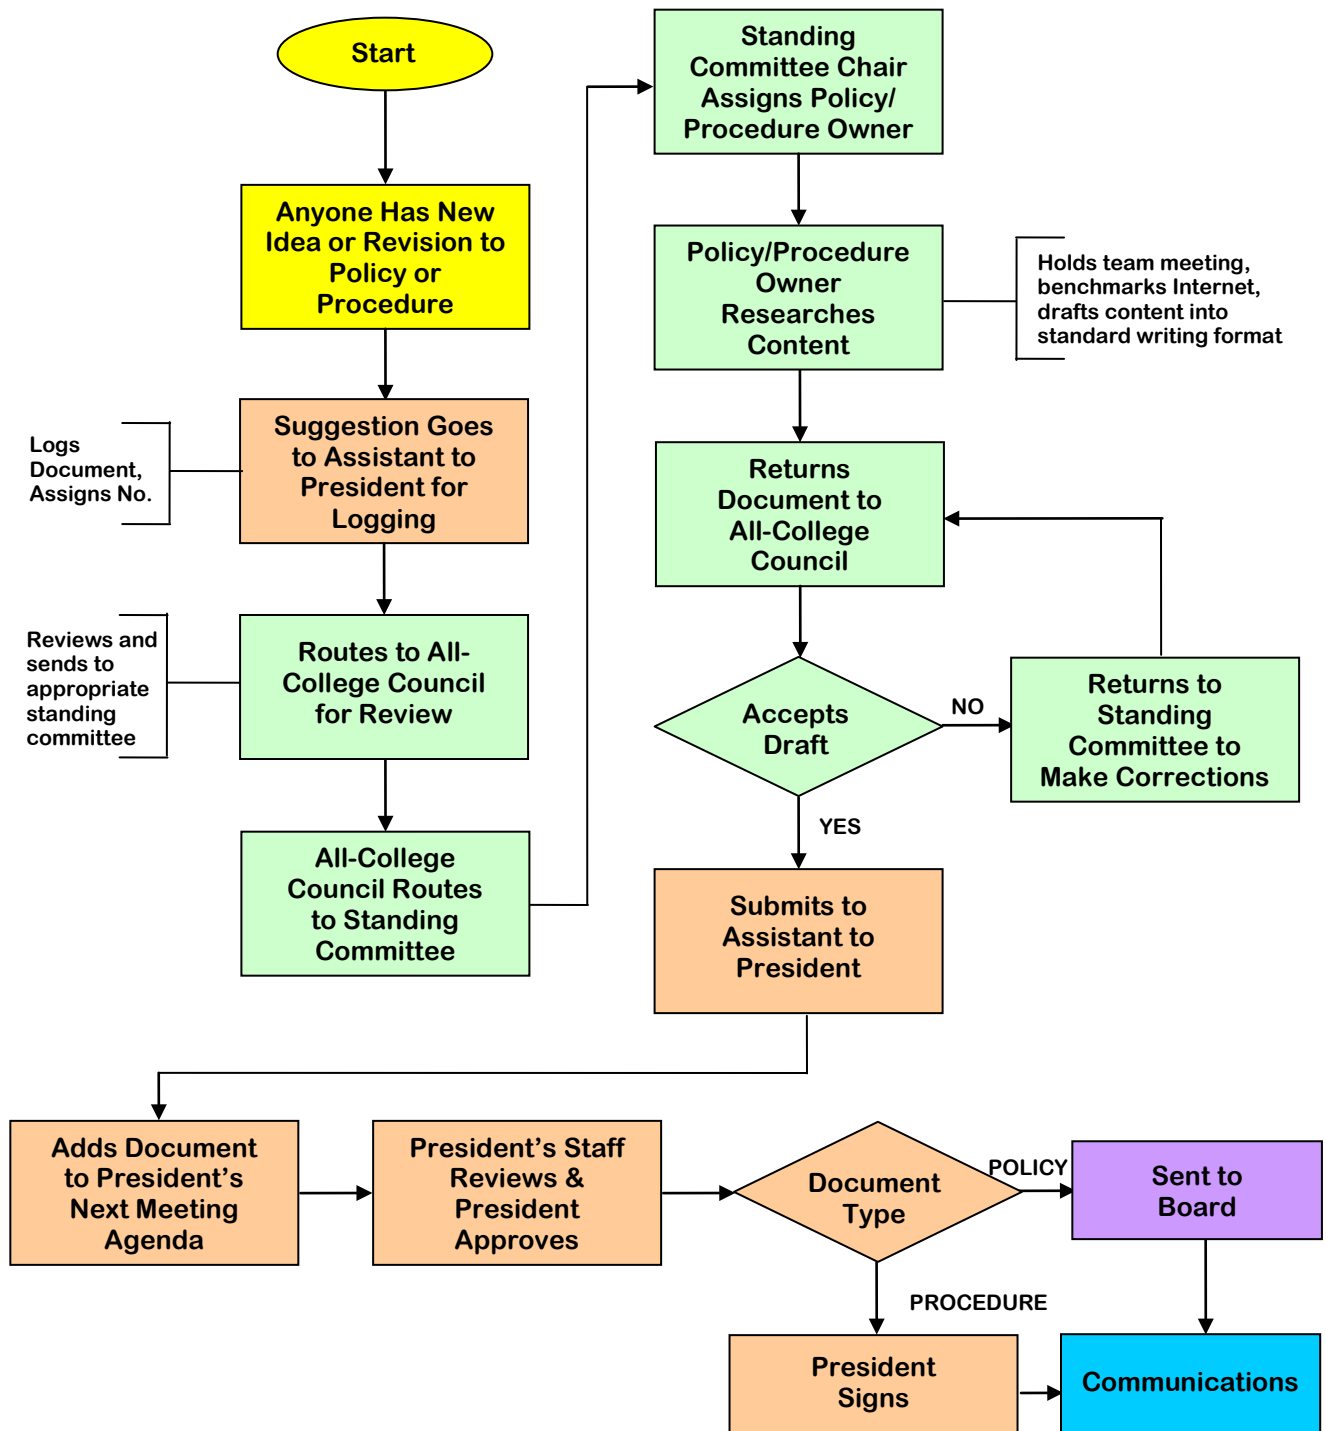 Start
Anyone Has New
Idea or Revision to
Policy or
Procedure
Suggestion Goes
to Assistant to
President for
Logging
Logs
Document,
Assigns No.
Routes to All-
College Council
for Review
Reviews and
sends to
appropriate
standing
committee
All-College
Council Routes
to Standing
Committee
Standing
Committee Chair
Assigns Policy/
Procedure Owner
Policy/Procedure
Owner
Researches
Content
Holds team meeting,
benchmarks Internet,
drafts content into
standard writing format
Returns
Document to
All-College
Council
Accepts
Draft
NO
Returns to
Standing
Committee to
Make Corrections
YES
Submits to
Assistant to
President
Adds Document
to President’s
Next Meeting
Agenda
President’s Staff
Reviews &
President
Approves
Document
Type
POLICY
Sent to
Board
PROCEDURE
President
Signs
Communications